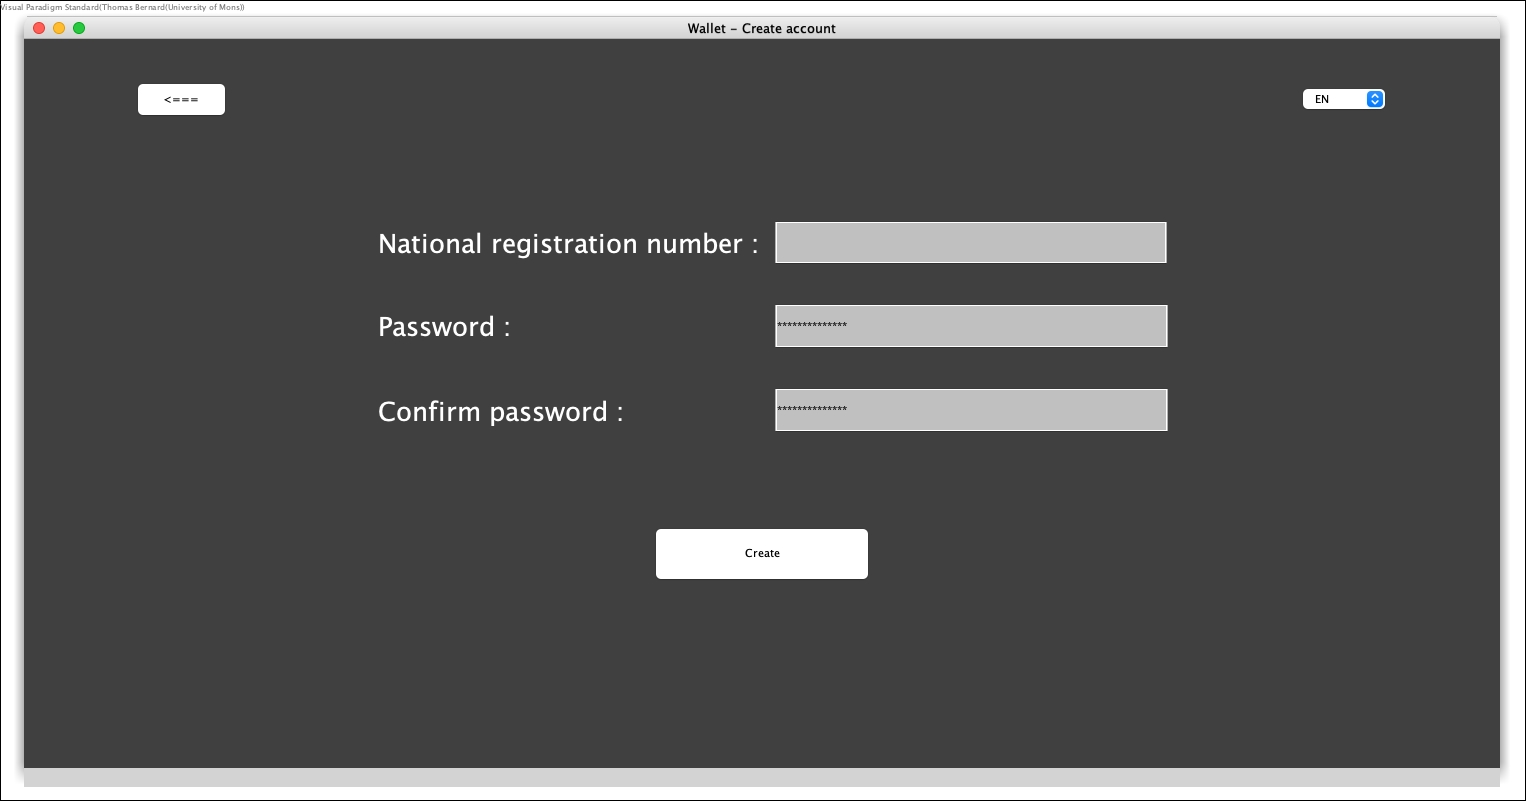 Visual Paradigm Standard(Thomas Bernard(University of Mons))
Wallet – Create account
<===
EN
National registration number :
Password :
**************
Confirm password :
**************
Create